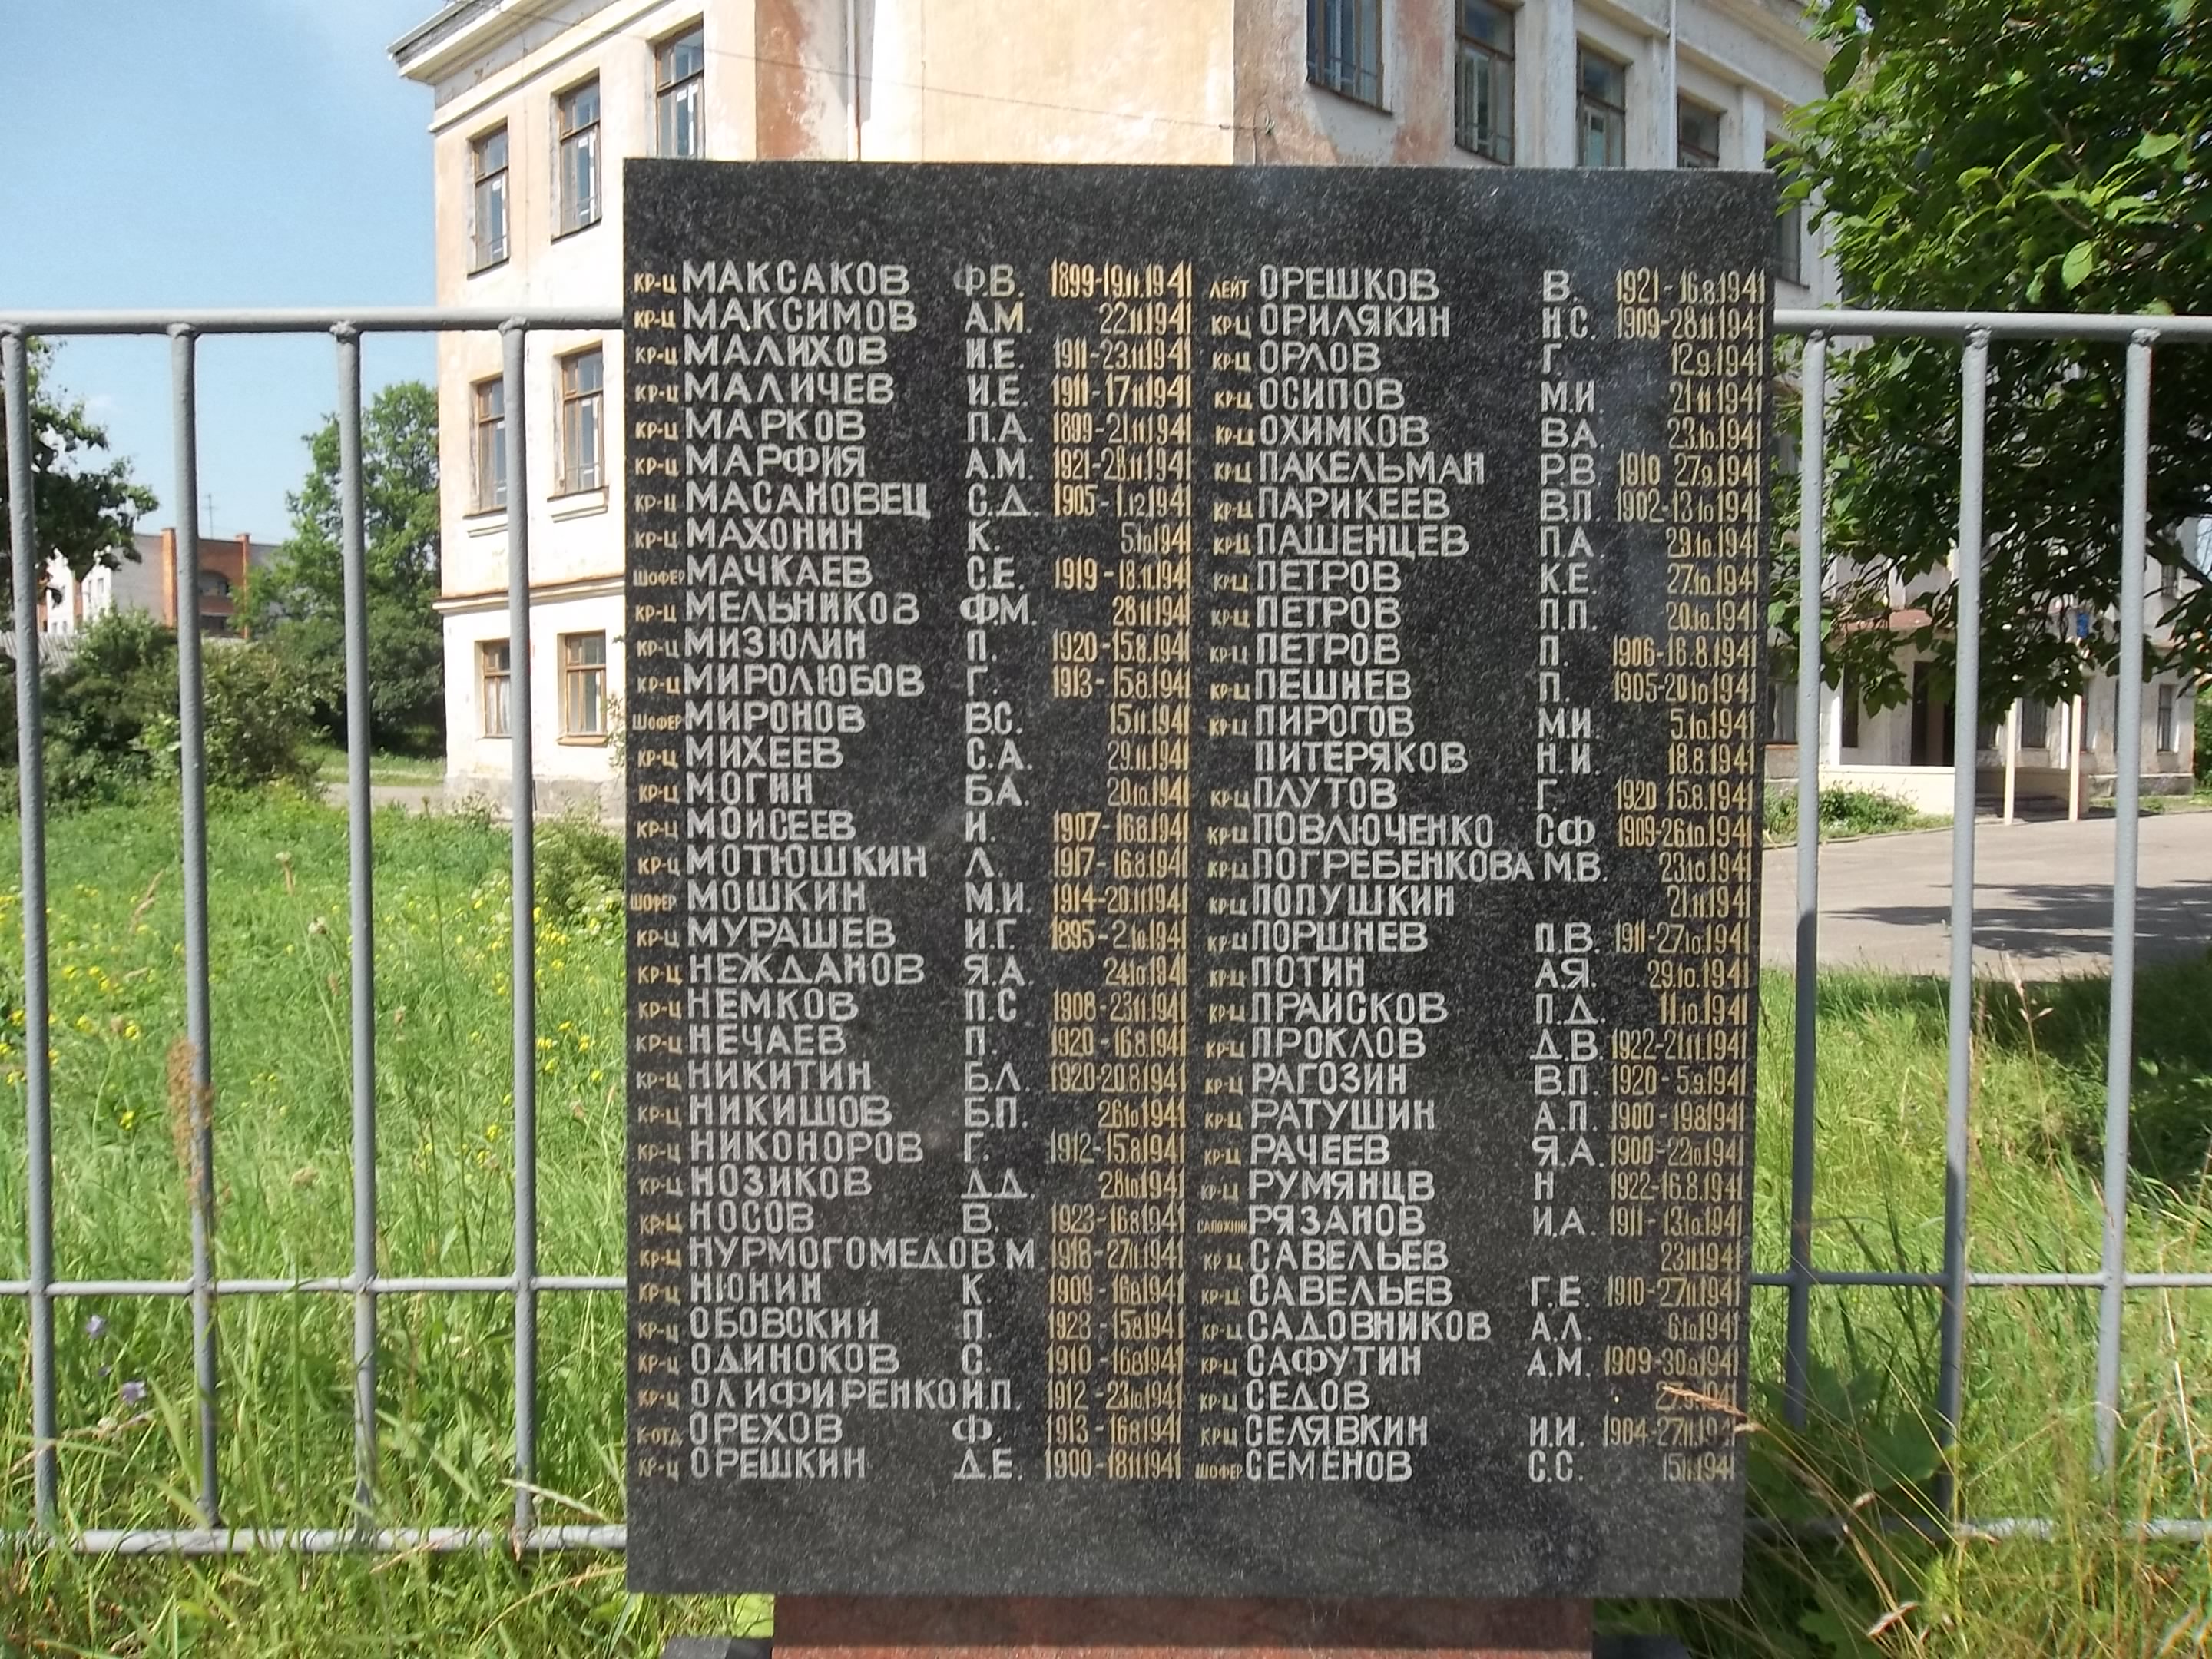 КР-Ц МАКСАКОВ Ф.В. 1899-19.11.1941
КР-Ц МАКСИМОВ А.М. 22.11.1941
КР-Ц МАЛИХОВ И.Е. 1911-23.11.1941
КР-Ц МАЛИЧЕВ И.Е. 1911-17.11.1941
КР-Ц МАРКОВ П.А. 1899-21.11.1941
КР-Ц МАРФИЯ А.М. 1921-28.11.1941
КР-Ц МАСАНОВЕЦ С.Д. 1905-1.12.1941
КР-Ц МАХОНИН К. 5.10.1941
ШОФЕР МАЧКАЕВ С.Е. 1919-18.11.1941
КР-Ц МЕЛЬНИКОВ Ф.М. 28.11.1941
КР-Ц МИЗЮЛИН П. 1920-15.8.1941
КР-Ц МИРОЛЮБОВ Г. 1913-15.8.1941
ШОФЕР МИРОНОВ В.С. 15.11.1941
КР-Ц МИХЕЕВ С.А. 29.11.1941
КР-Ц МОГИН Б.А. 20.10.1941
КР-Ц МОИСЕЕВ И. 1907-16.8.1941
КР-Ц МОТЮШКИН Л. 1917-16.8.1941
ШОФЕР МОШКИН М.И. 1914-20.11.1941
КР-Ц МУРАШЕВ И.Г. 1895-2.10.1941
КР-Ц НЕЖДАНОВ Я.А. 24.10.1941
КР-Ц НЕМКОВ П.С 1908-23.11.1941
КР-Ц НЕЧАЕВ П. 1920-16.8.1941
КР-Ц НИКИТИН Б.Л. 1920-20.8.1941
КР-Ц НИКИШОВ Б.П. 26.10.1941
КР-Ц НИКОНОРОВ Г. 1912-15.8.1941
КР-Ц НОЗИКОВ Д.Д. 28.10.1941
КР-Ц НОСОВ В. 1923-16.8.1941
КР-Ц НУРМОГОМЕДОВ М 1918-27.11.1941
КР-Ц НЮНИН К. 1909-16.8.1941
КР-Ц ОБОВСКИЙ П. 1928-15.8.1941
КР-Ц ОДИНОКОВ С. 1910-16.8.1941
КР-Ц ОЛИФИРЕНКО И.П. 1912-23.10.1941
К-ОТД ОРЕХОВ Ф. 1913-16.8.1941
КР-Ц ОРЕШКИН Д.Е. 1900-18.11.1941
ЛЕЙТ ОРЕШКОВ В. 1921-16.8.1941
КР-Ц ОРИЛЯКИН Н.С. 1909-28.11.1941
КР-Ц ОРЛОВ Г. 12.9.1941
КР-Ц ОСИПОВ М.И. 21.11.1941
КР-Ц ОХИМКОВ В.А. 23.10.1941
КР-Ц ПАКЕЛЬМАН Р.В 1910 27.9.1941
КР-Ц ПАРИКЕЕВ В.П. 1902-13.10.1941
КР-Ц ПАШЕНЦЕВ П.А. 29.10.1941
КР-Ц ПЕТРОВ К.Е. 27.10.1941
КР-Ц ПЕТРОВ П.П. 20.10.1941
КР-Ц ПЕТРОВ П. 1906-16.8.1941
КР-Ц ПЕШНЕВ П. 1905-20.10.1941
КР-Ц ПИРОГОВ М.И. 5.10.1941
ПИТЕРЯКОВ Н.И. 18.8.1941
КР-Ц ПЛУТОВ Г. 1920 15.8.1941
КР-Ц ПОВЛЮЧЕНКО С.Ф 1909-26.10.1941
КР-Ц ПОГРЕБЕНКОВА М.В. 23.10.1941
КР-Ц ПОПУШКИН 21.11.1941
КР-Ц ПОРШНЕВ П.В. 1911-27.10.1941
КР-Ц ПОТИН А.Я. 29.10.1941
КР-Ц ПРАИСКОВ П.Д. 11.10.1941
КР-Ц ПРОКЛОВ Д.В. 1922-21.11.1941
КР-Ц РАГОЗИН В.П. 1920-5.9.1941
КР-Ц РАТУШИН А.П. 1900-19.8.1941
КР-Ц РАЧЕЕВ Я.А. 1900-22.10.1941
КР-Ц РУМЯНЦВ Н 1922-16.8.1941
САПОЖНИК РЯЗАНОВ И.А. 1911-13.10.1941
КР-Ц САВЕЛЬЕВ 23.11.1941
КР-Ц САВЕЛЬЕВ Г.Е. 1910-27.11.1941
КР-Ц САДОВНИКОВ А.Л. 6.10.1941
КР-Ц САФУТИН А.М. 1909-30.9.1941
КР-Ц СЕДОВ 27.9.1941
КР-Ц СЕЛЯВКИН И.И. 1904-27.11.1941
ШОФЕР СЕМЁНОВ С.С. 15.11.1941